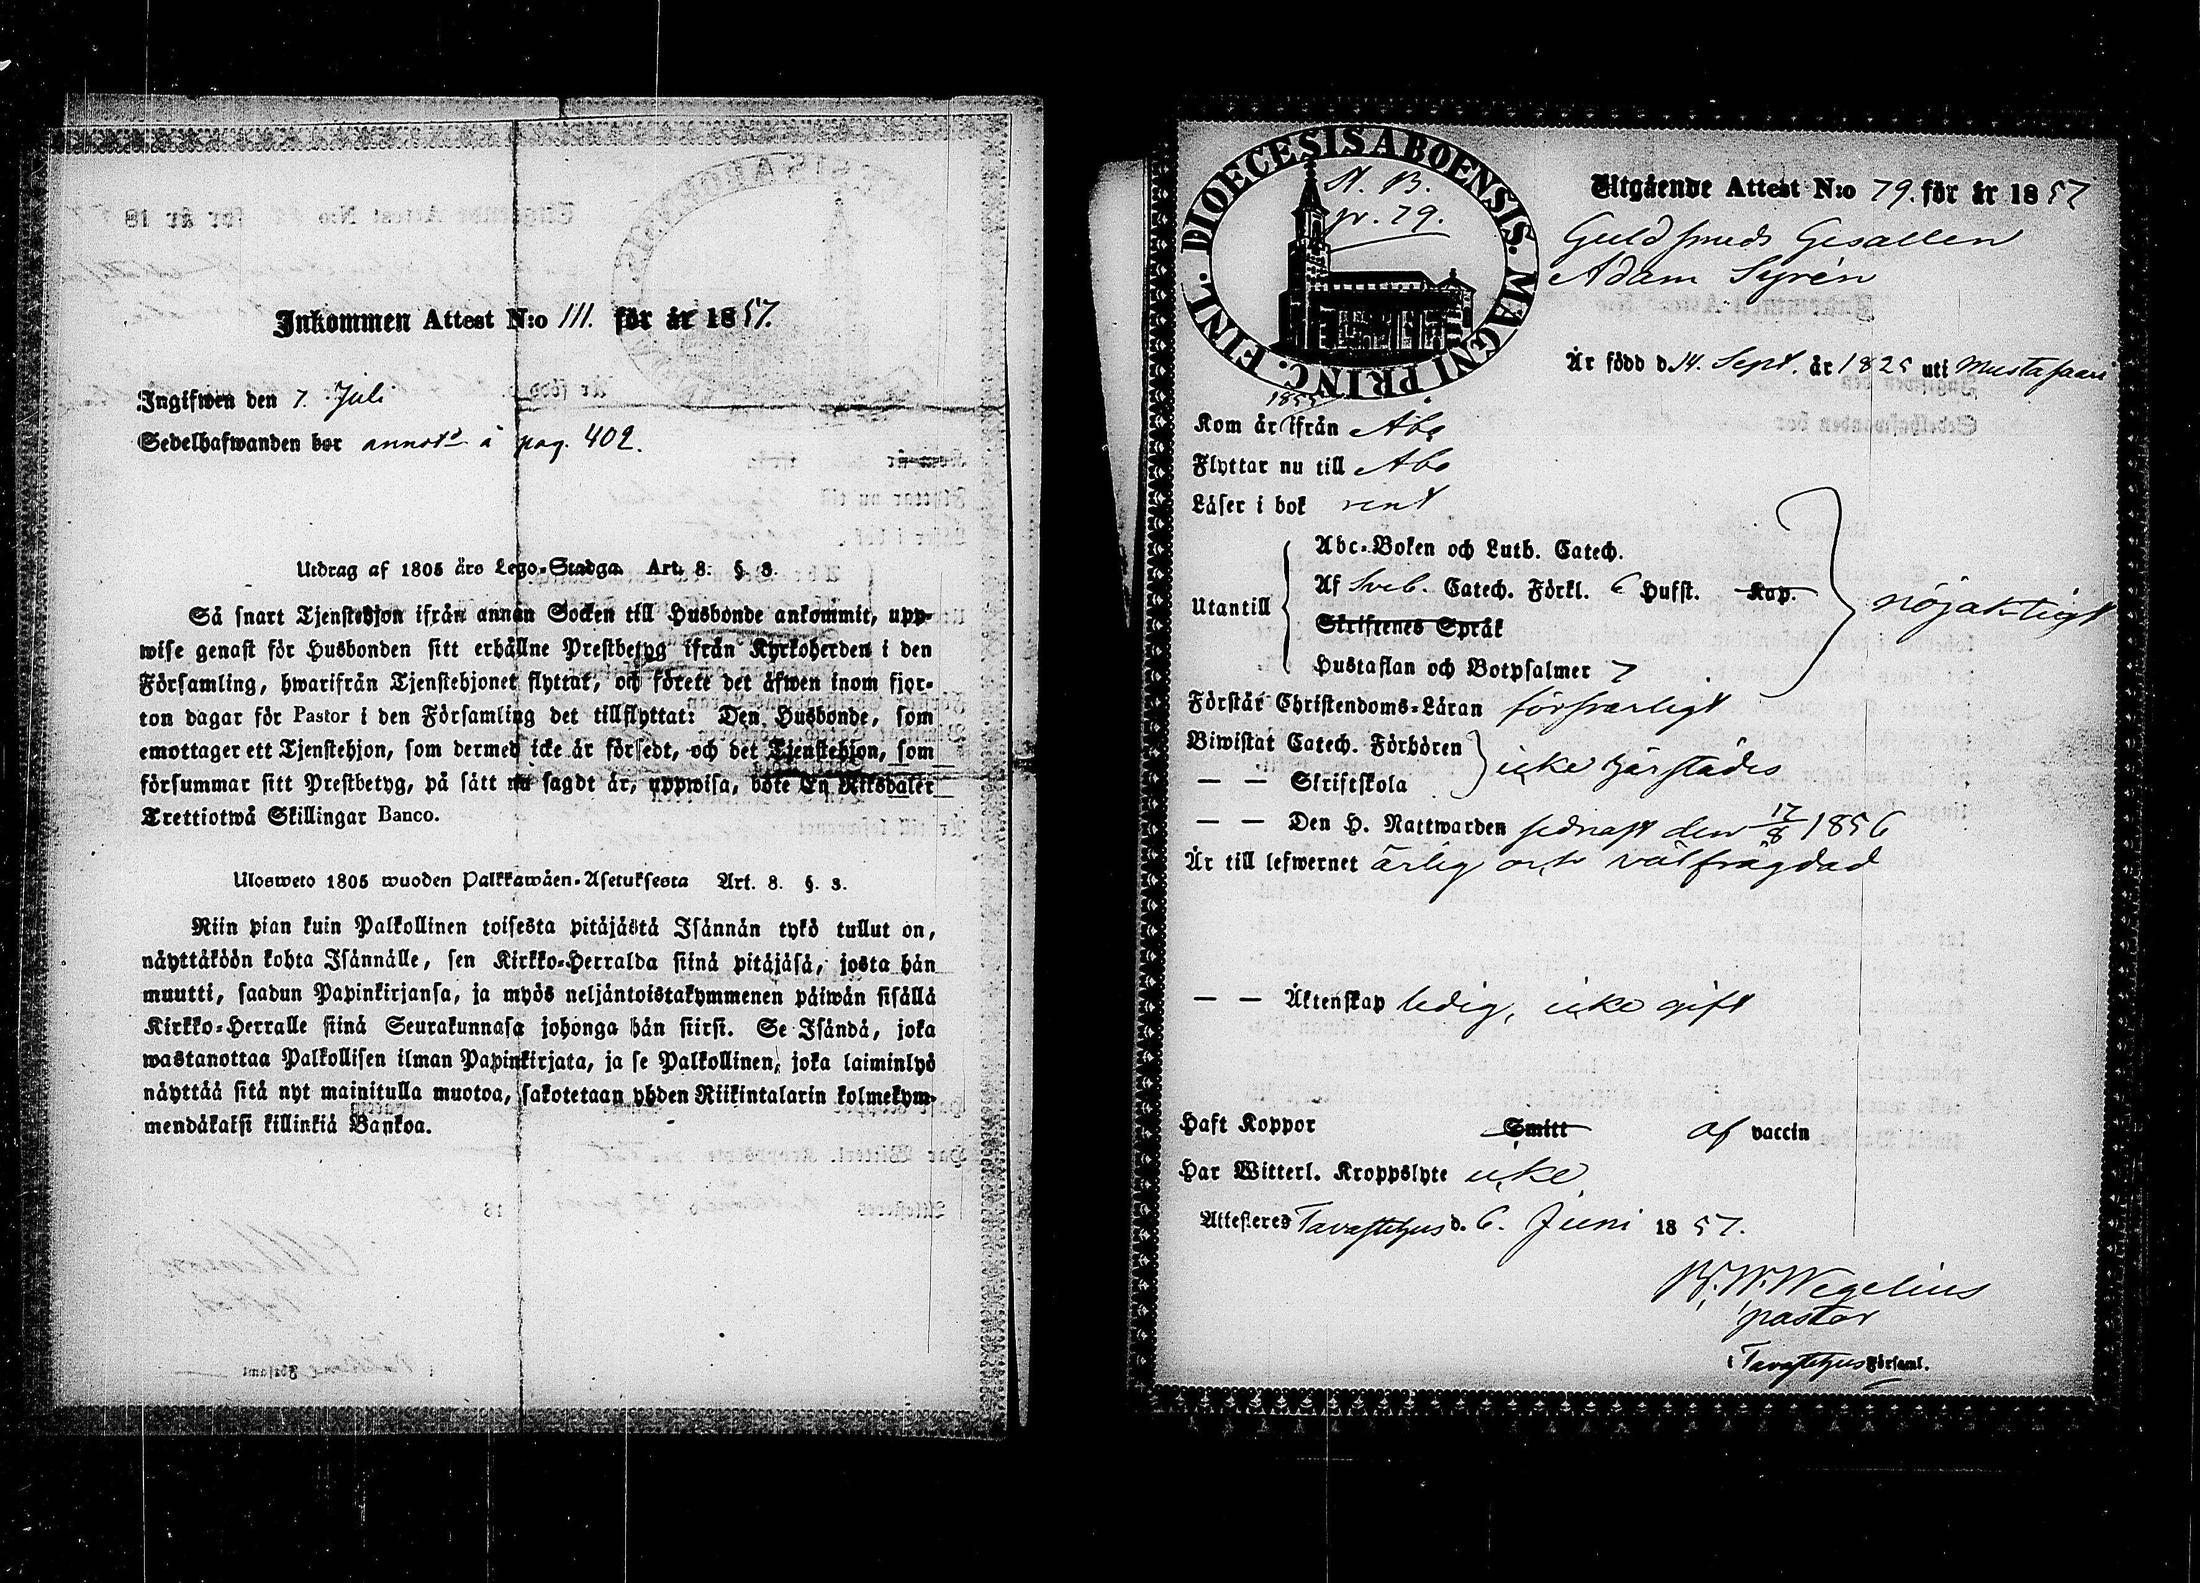 Inkommen Attest N:o 111. för år 1857.
Ingifwen den 7. Juli
Sedelhafwanden bor annot. å pag. 402.
Utdrag af 1805 års Lego-Stadga Art. 8. §. 3.
Så snart Tjenstehjon ifrån annan Socken till Husbonde ankommit, upp-
wise genast för Husbonden sitt erhållne Prestbetyg ifrån Kyrkoherden i den
Församling, hwarifrån Tjenstehjonet flyttat, och förete det äfwen inom fjor-
ton dagar för Pastor i den Församling det tillflyttat: Den Husbonde, som
emottager ett Tjenstehjon, som dermed icke är försedt, och det Tjenstehjon, som
försummar sitt Prestbetyg, på sätt nu sagdt är, uppwisa, böte En Riksdaler
Trettiotwå Skillingar Banco.
Ulosweto 1805 wuoden Palkkawäen-Asetuksesta Art. 8. §. 3.
Niin pian kuin Palkollinen toisesta pitäjästä Isännän tykö tullut on,
näyttäköön kohta Isännälle, sen Kirkko-Herralda siinä pitäjäsä, josta hän
muutti, saadun Papinkirjansa, ja myös neljäntoistakymmenen päiwän sisällä
Kirkko-Herralle siinä Seurakunnasa johonga hän siirsi. Se Isändä, joka
wastanottaa Palkollisen ilman Papinkirjata, ja se Palkollinen, joka laiminlyö
näyttää sitä nyt mainitulla muotoa, sakotetaan yhden Riikintalarin kolmekym-
mendäkaksi killinkiä Bankoa.
DIOECESIS ABOENSIS. MAGNI PRINC. FINL.
N. B.
pr. 79.
Utgående Attest N:o 79. för år 1857
Guldsmeds Gesällen
Adam Syrén
Är född d. 14. Sept. år 1825 uti Mustasaari
1855
Kom år ifrån Åbo
Flyttar nu till Åbo
Läser i bok rent
Abc-Boken och Luth. Catech.
Utantill Af Sveb. Catech. Förkl. 6 Hufst. Kap.
Skriftenes Språk
Hustaflan och Botpsalmer 7
nöjaktigt
Förstår Christendoms-Läran försvarligt
Biwistat Catech. Förhören
— — Skriftskola
icke härstädes
— — Den H. Nattwarden sednast den 17/8 1856
Är till lefwernet ärlig och välfrägdad
— — Äktenskap ledig, icke gift
Haft Koppor Smitt af vaccin
Har Witterl. Kroppslyte icke
Attesteres Tavastehus d. 6. Juni 1857.
W. Wegelius
pastor
i Tavastehus Församl.